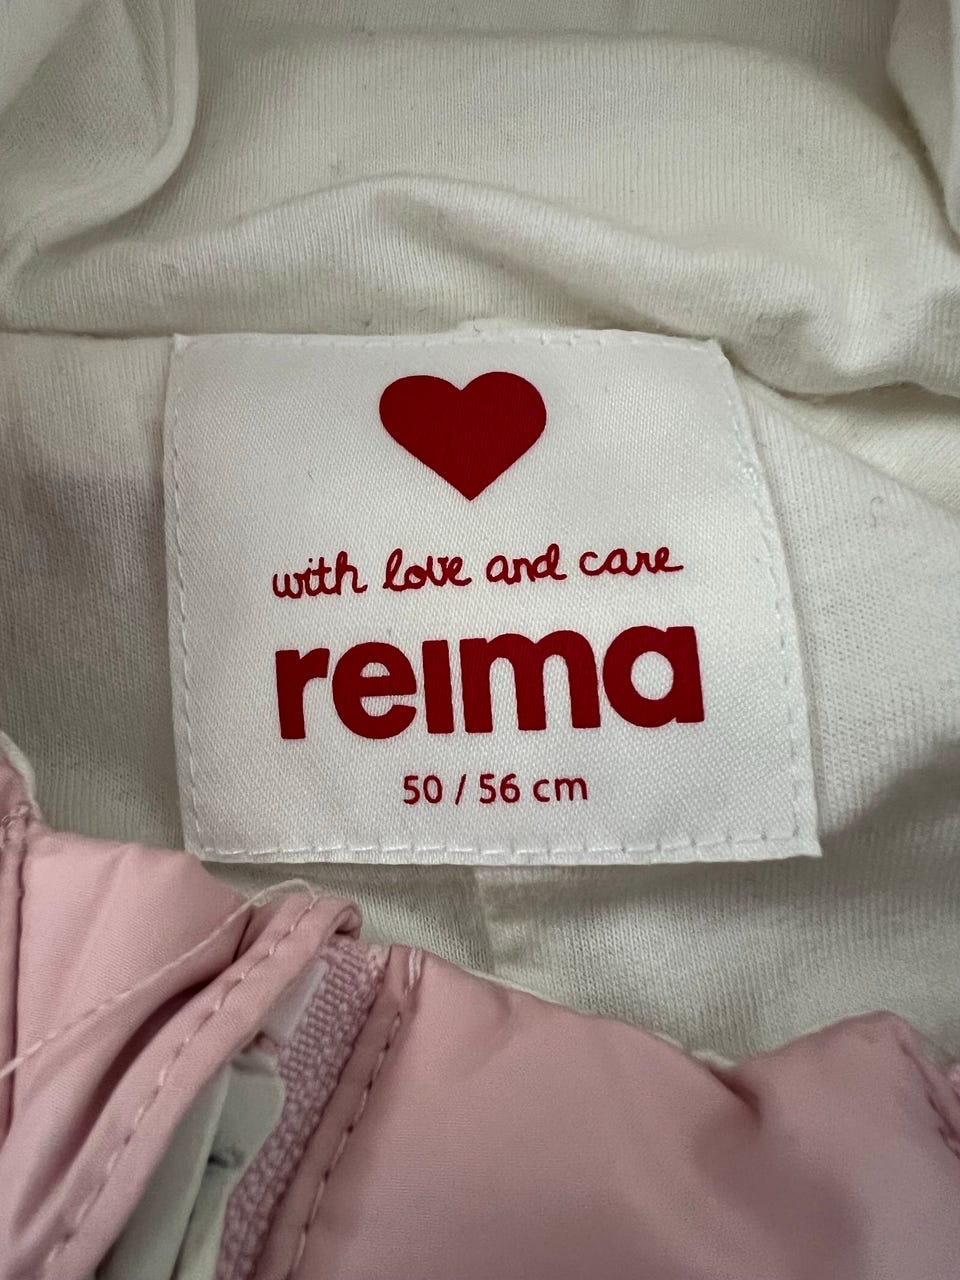 with love and care
reima
50 / 56 cm